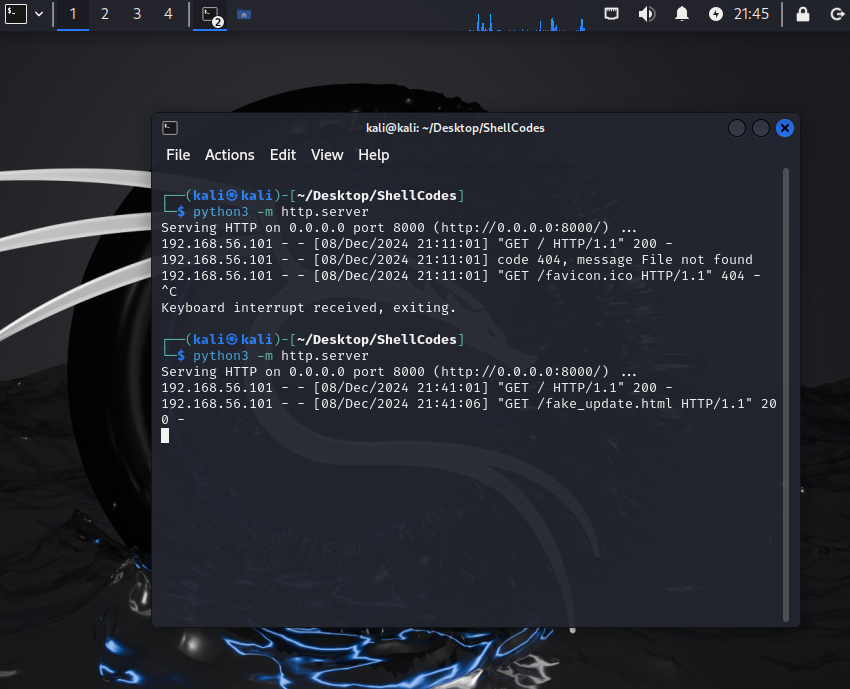 1 2 3 4 2 21:45
kali@kali: ~/Desktop/ShellCodes
File Actions Edit View Help
┌──(kali㉿kali)-[~/Desktop/ShellCodes]
└─$ python3 -m http.server
Serving HTTP on 0.0.0.0 port 8000 (http://0.0.0.0:8000/) ...
192.168.56.101 - - [08/Dec/2024 21:11:01] "GET / HTTP/1.1" 200 -
192.168.56.101 - - [08/Dec/2024 21:11:01] code 404, message File not found
192.168.56.101 - - [08/Dec/2024 21:11:01] "GET /favicon.ico HTTP/1.1" 404 -
^C
Keyboard interrupt received, exiting.
┌──(kali㉿kali)-[~/Desktop/ShellCodes]
└─$ python3 -m http.server
Serving HTTP on 0.0.0.0 port 8000 (http://0.0.0.0:8000/) ...
192.168.56.101 - - [08/Dec/2024 21:41:01] "GET / HTTP/1.1" 200 -
192.168.56.101 - - [08/Dec/2024 21:41:06] "GET /fake_update.html HTTP/1.1" 20
0 -